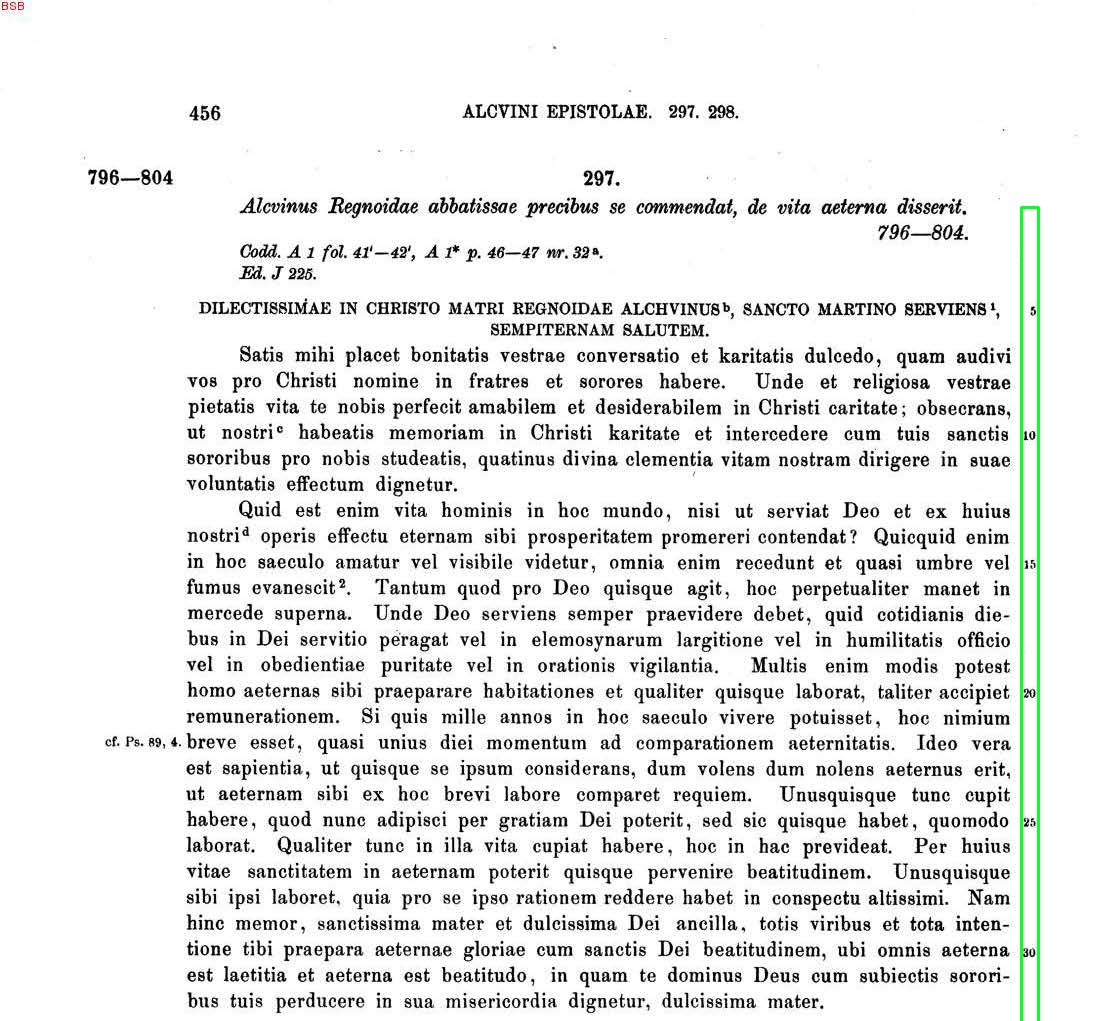 BSB
456
ALCVINI EPISTOLAE. 297. 298.
796—804
297.
Alcvinus Regnoidae abbatissae precibus se commendat, de vita aeterna disserit.
796—804.
Codd. A 1 fol. 41'—42', A 1* p. 46—47 nr. 32ª.
Ed. J 225.
DILECTISSIMAE IN CHRISTO MATRI REGNOIDAE ALCHVINUS ᵇ, SANCTO MARTINO SERVIENS ¹, 5
SEMPITERNAM SALUTEM.
Satis mihi placet bonitatis vestrae conversatio et karitatis dulcedo, quam audivi
vos pro Christi nomine in fratres et sorores habere. Unde et religiosa vestrae
pietatis vita te nobis perfecit amabilem et desiderabilem in Christi caritate; obsecrans,
ut nostri ᶜ habeatis memoriam in Christi karitate et intercedere cum tuis sanctis 10
sororibus pro nobis studeatis, quatinus divina clementia vitam nostram dirigere in suae
voluntatis effectum dignetur.
Quid est enim vita hominis in hoc mundo, nisi ut serviat Deo et ex huius
nostri ᵈ operis effectu eternam sibi prosperitatem promereri contendat? Quicquid enim
in hoc saeculo amatur vel visibile videtur, omnia enim recedunt et quasi umbre vel 15
fumus evanescit ². Tantum quod pro Deo quisque agit, hoc perpetualiter manet in
mercede superna. Unde Deo serviens semper praevidere debet, quid cotidianis die-
bus in Dei servitio peragat vel in elemosynarum largitione vel in humilitatis officio
vel in obedientiae puritate vel in orationis vigilantia. Multis enim modis potest
homo aeternas sibi praeparare habitationes et qualiter quisque laborat, taliter accipiet 20
remunerationem. Si quis mille annos in hoc saeculo vivere potuisset, hoc nimium
cf. Ps. 89, 4. breve esset, quasi unius diei momentum ad comparationem aeternitatis. Ideo vera
est sapientia, ut quisque se ipsum considerans, dum volens dum nolens aeternus erit,
ut aeternam sibi ex hoc brevi labore comparet requiem. Unusquisque tunc cupit
habere, quod nunc adipisci per gratiam Dei poterit, sed sic quisque habet, quomodo 25
laborat. Qualiter tunc in illa vita cupiat habere, hoc in hac prevideat. Per huius
vitae sanctitatem in aeternam poterit quisque pervenire beatitudinem. Unusquisque
sibi ipsi laboret, quia pro se ipso rationem reddere habet in conspectu altissimi. Nam
hinc memor, sanctissima mater et dulcissima Dei ancilla, totis viribus et tota inten-
tione tibi praepara aeternae gloriae cum sanctis Dei beatitudinem, ubi omnis aeterna 30
est laetitia et aeterna est beatitudo, in quam te dominus Deus cum subiectis sorori-
bus tuis perducere in sua misericordia dignetur, dulcissima mater.